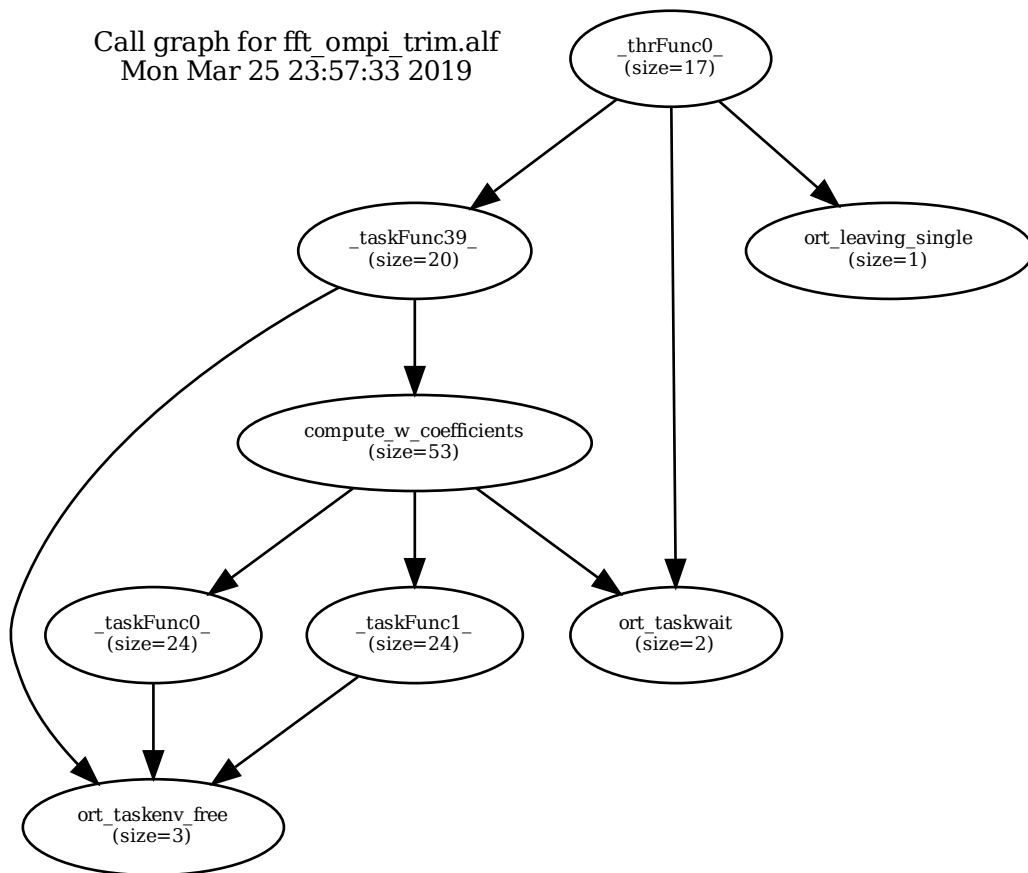 Call graph for fft_ompi_trim.alf
Mon Mar 25 23:57:33 2019
_thrFunc0_
(size=17)
_taskFunc39_
(size=20)
ort_leaving_single
(size=1)
compute_w_coefficients
(size=53)
_taskFunc0_
(size=24)
_taskFunc1_
(size=24)
ort_taskwait
(size=2)
ort_taskenv_free
(size=3)